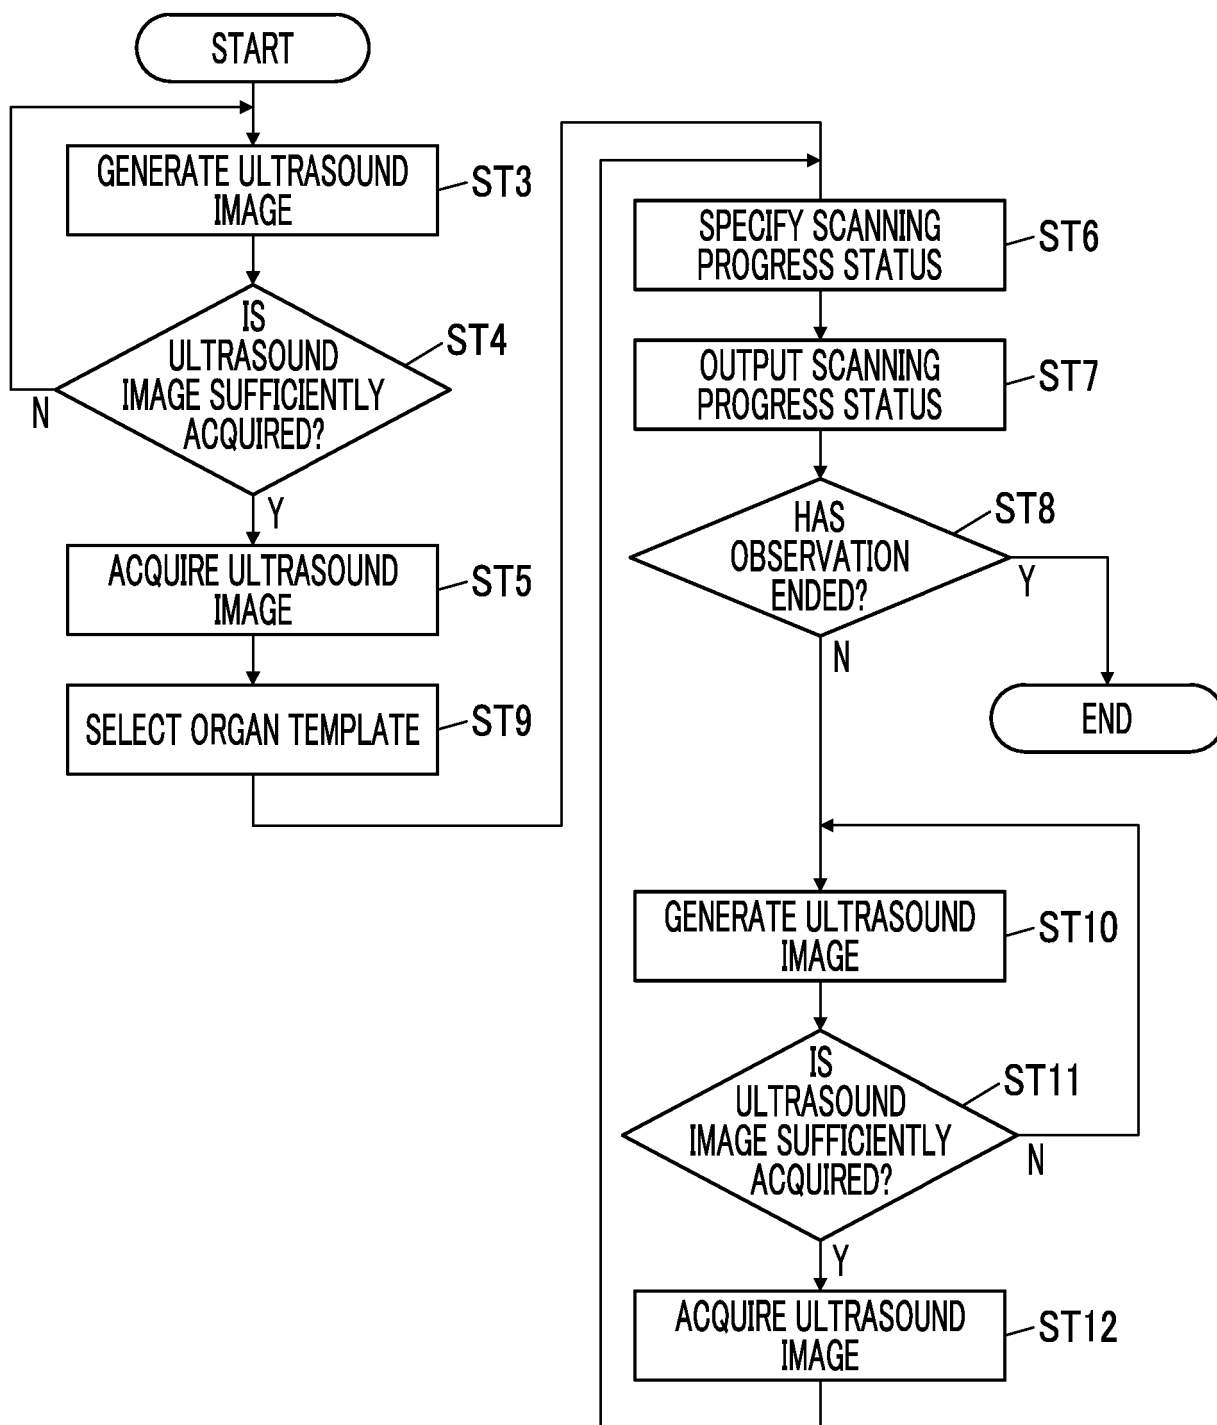 START
GENERATE ULTRASOUND
IMAGE
ST3
IS
ULTRASOUND
IMAGE SUFFICIENTLY
ACQUIRED?
ST4
N
Y
ACQUIRE ULTRASOUND
IMAGE
ST5
SELECT ORGAN TEMPLATE
ST9
SPECIFY SCANNING
PROGRESS STATUS
ST6
OUTPUT SCANNING
PROGRESS STATUS
ST7
HAS
OBSERVATION
ENDED?
ST8
Y
N
END
GENERATE ULTRASOUND
IMAGE
ST10
IS
ULTRASOUND
IMAGE SUFFICIENTLY
ACQUIRED?
ST11
N
Y
ACQUIRE ULTRASOUND
IMAGE
ST12